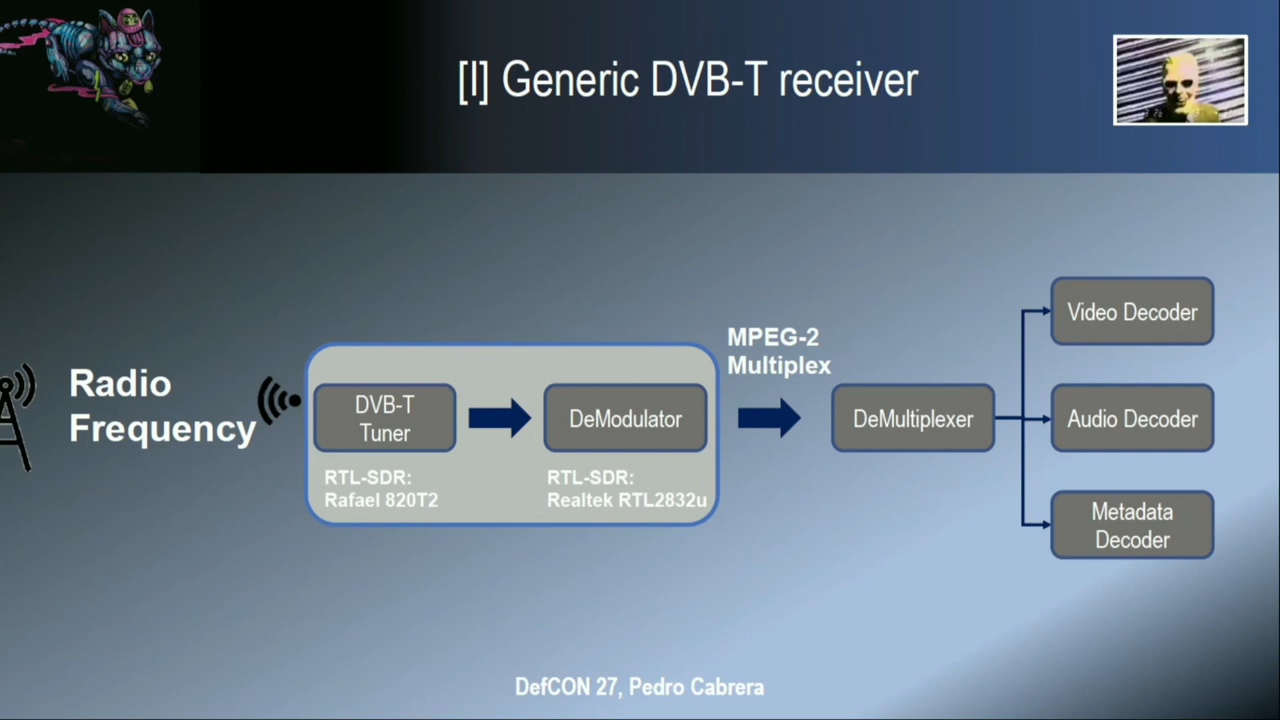 [I] Generic DVB-T receiver
Radio
Frequency
DVB-T
Tuner
RTL-SDR:
Rafael 820T2
DeModulator
RTL-SDR:
Realtek RTL2832u
MPEG-2
Multiplex
DeMultiplexer
Video Decoder
Audio Decoder
Metadata
Decoder
DefCON 27, Pedro Cabrera